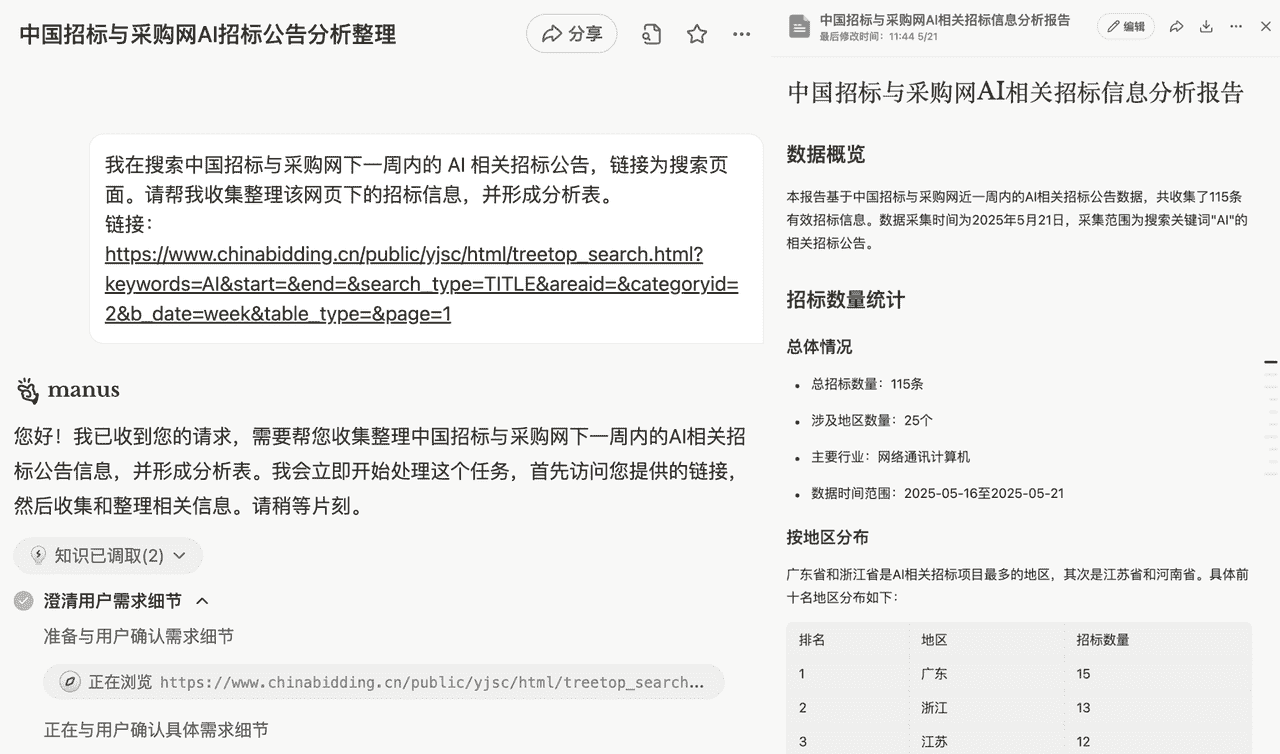 中国招标与采购网AI招标公告分析整理
分享
我在搜索中国招标与采购网下一周内的 AI 相关招标公告，链接为搜索页
面。请帮我收集整理该网页下的招标信息，并形成分析表。
链接：
https://www.chinabidding.cn/public/yjsc/html/treetop_search.html?
keywords=AI&start=&end=&search_type=TITLE&areaid=&categoryid=
2&b_date=week&table_type=&page=1
manus
您好！我已收到您的请求，需要帮您收集整理中国招标与采购网下一周内的AI相关招
标公告信息，并形成分析表。我会立即开始处理这个任务，首先访问您提供的链接，
然后收集和整理相关信息。请稍等片刻。
知识已调取(2)
澄清用户需求细节
准备与用户确认需求细节
正在浏览 https://www.chinabidding.cn/public/yjsc/html/treetop_search...
正在与用户确认具体需求细节
中国招标与采购网AI相关招标信息分析报告
最后修改时间：11:44 5/21
编辑
中国招标与采购网AI相关招标信息分析报告
数据概览
本报告基于中国招标与采购网近一周内的AI相关招标公告数据，共收集了115条
有效招标信息。数据采集时间为2025年5月21日，采集范围为搜索关键词"AI"的
相关招标公告。
招标数量统计
总体情况
• 总招标数量：115条
• 涉及地区数量：25个
• 主要行业：网络通讯计算机
• 数据时间范围：2025-05-16至2025-05-21
按地区分布
广东省和浙江省是AI相关招标项目最多的地区，其次是江苏省和河南省。具体前
十名地区分布如下：
排名 地区 招标数量
1 广东 15
2 浙江 13
3 江苏 12